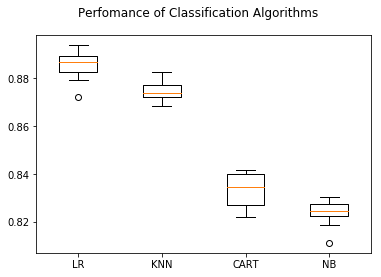 Perfomance of Classification Algorithms
0.88
0.86
0.84
0.82
LR KNN CART NB